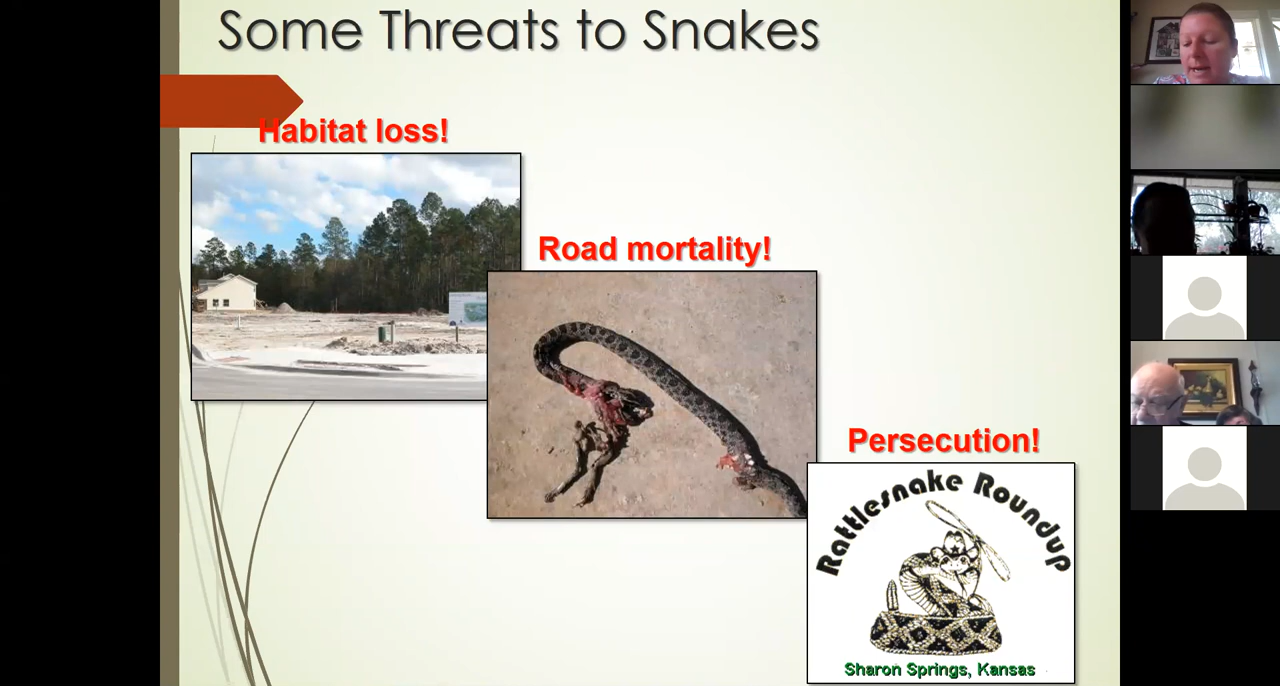 Some Threats to Snakes
Habitat loss!
Road mortality!
Persecution!
Rattlesnake Roundup
Sharon Springs, Kansas